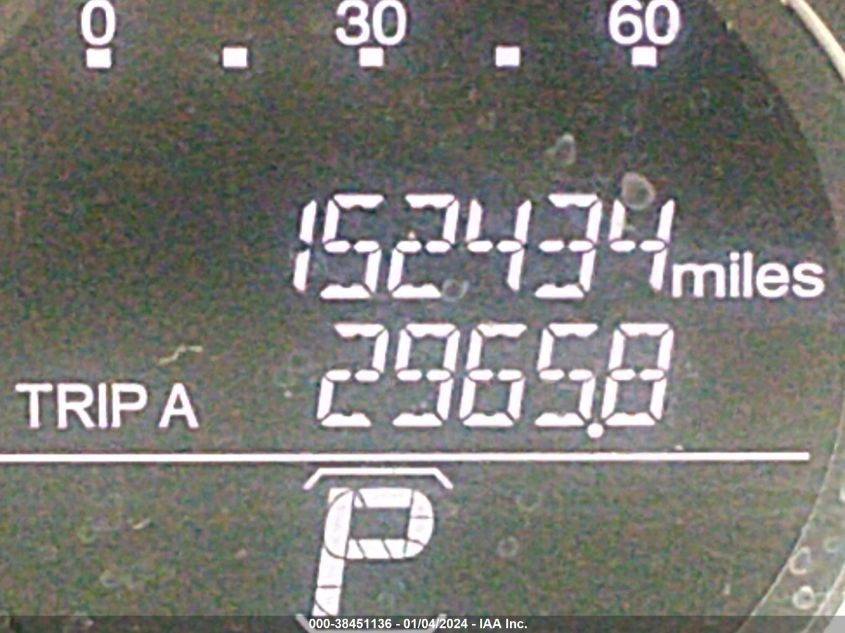 0 30 60
152434 miles
TRIP A 2965.8
P
000-38451136 - 01/04/2024 - IAA Inc.